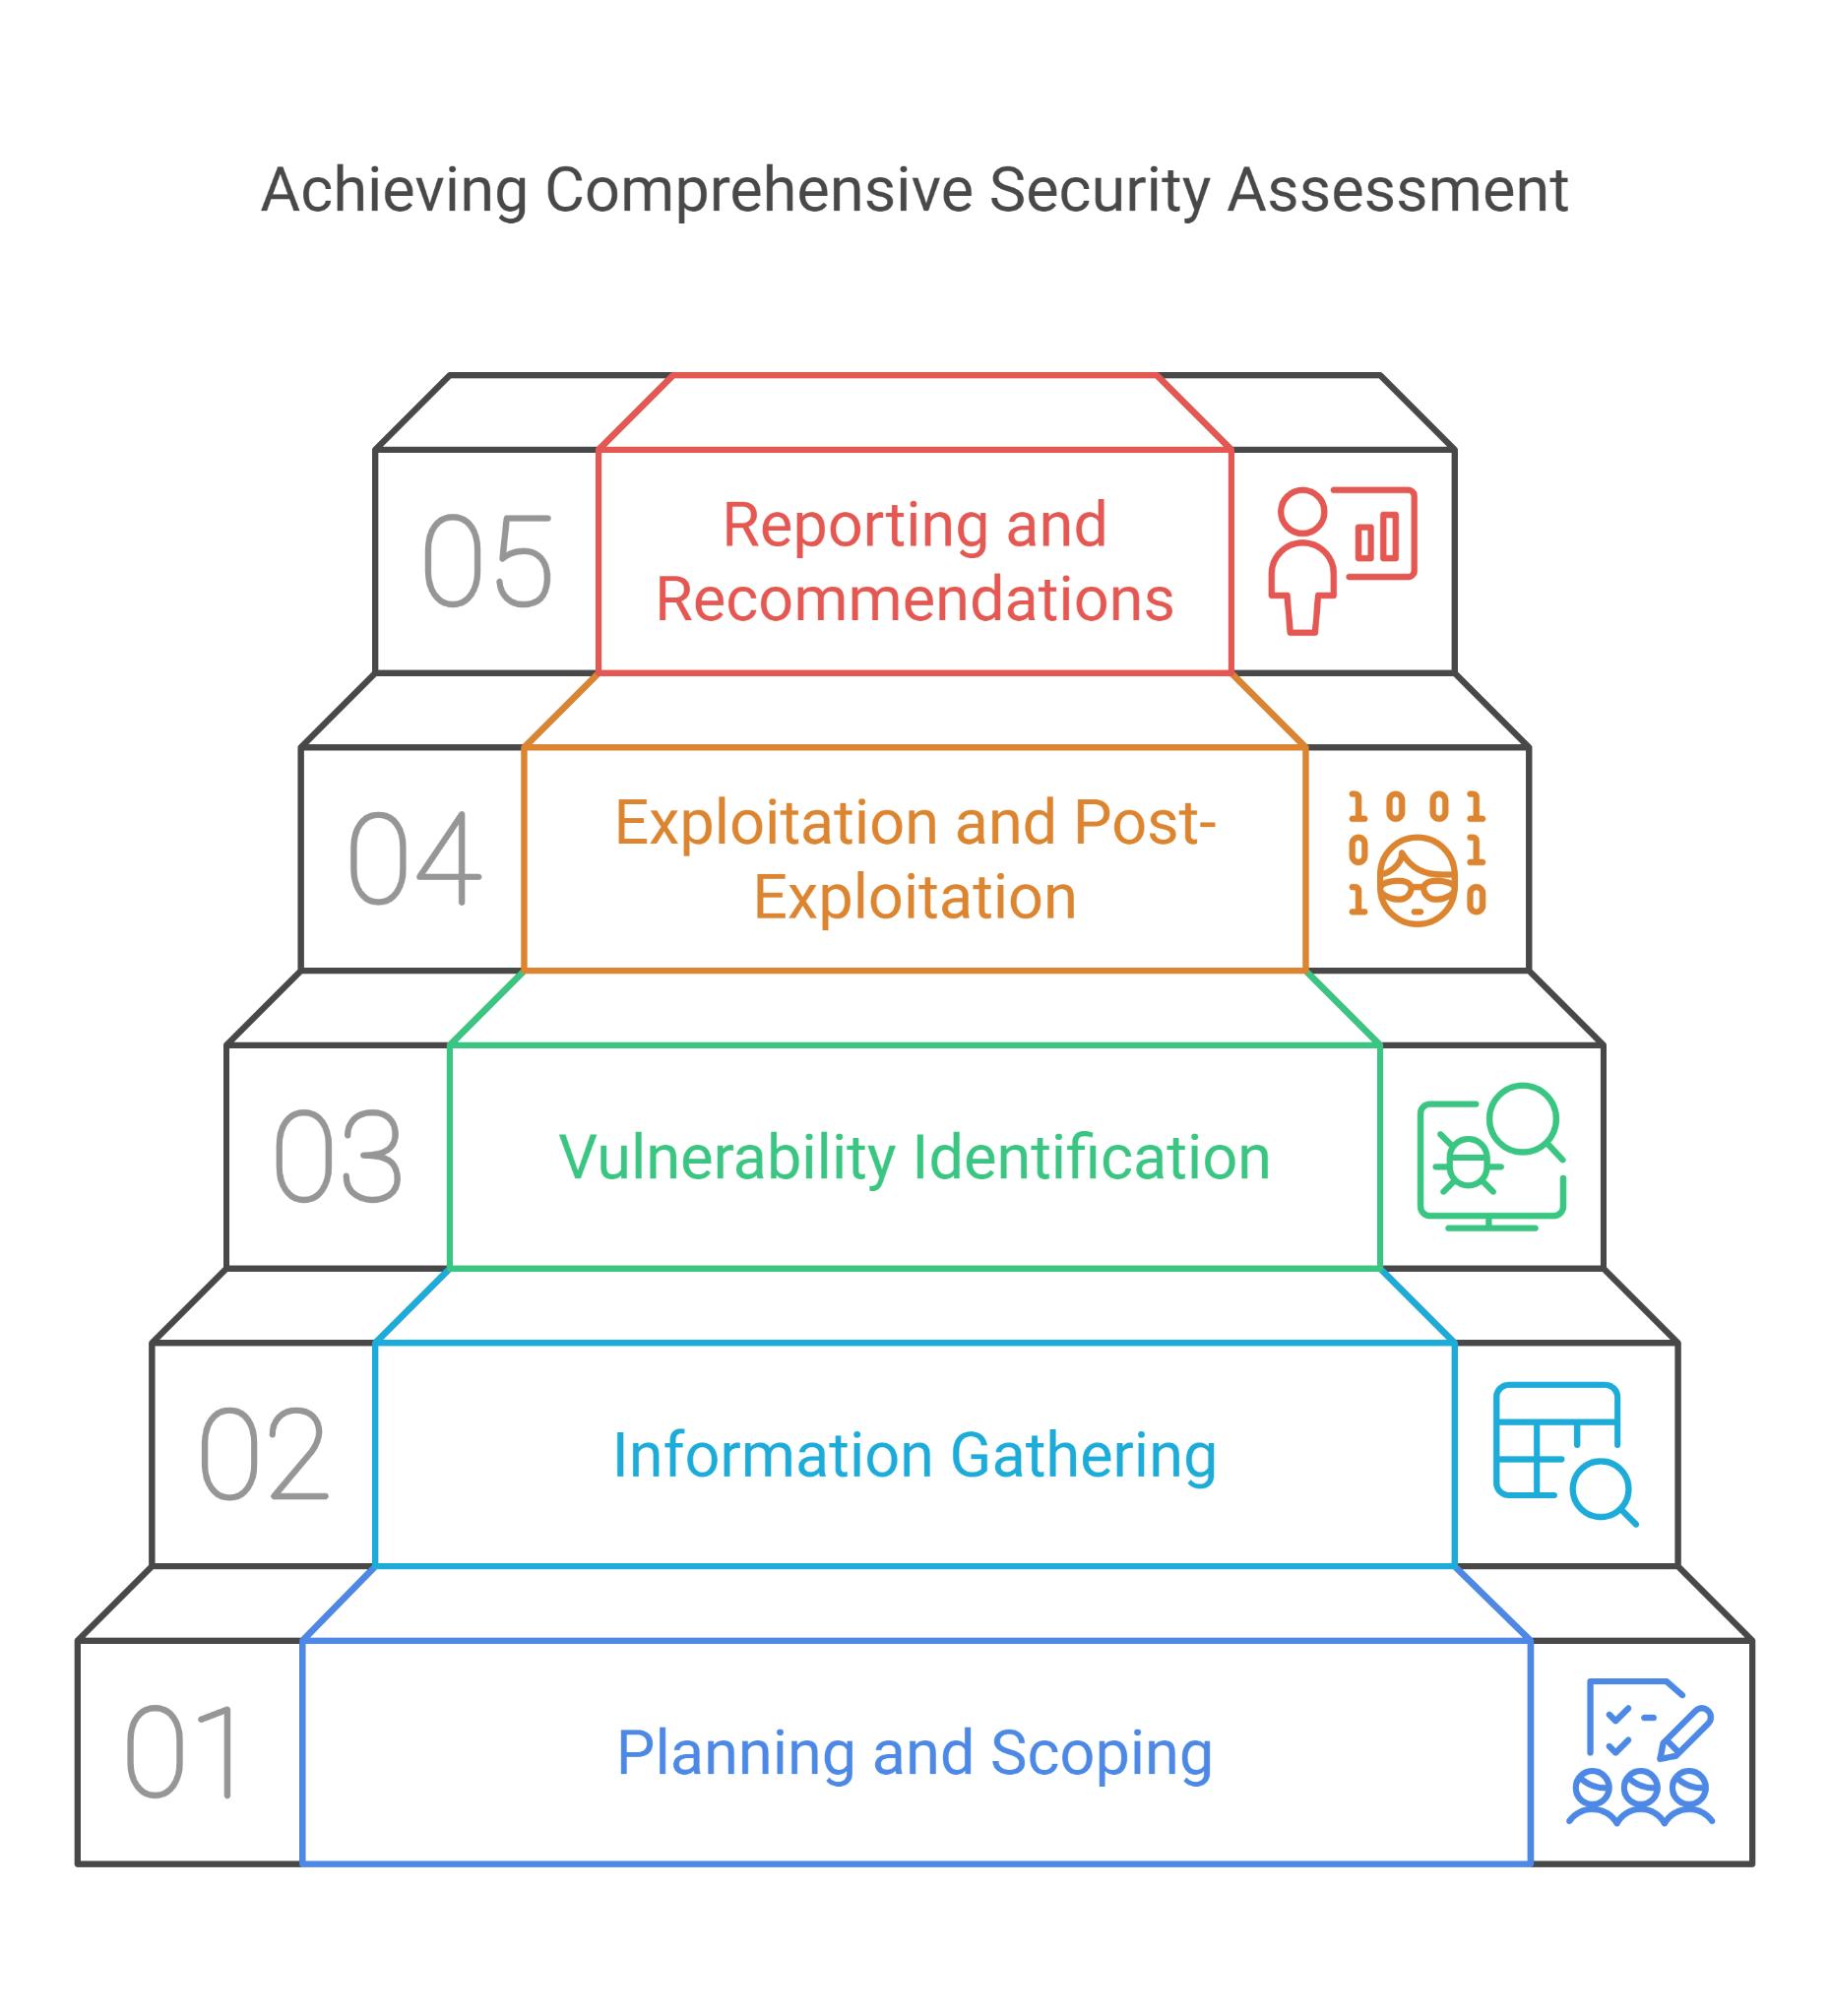 Achieving Comprehensive Security Assessment
05
Reporting and
Recommendations
04
Exploitation and Post-
Exploitation
1 0 0 1
0 1
1 0
03
Vulnerability Identification
02
Information Gathering
01
Planning and Scoping